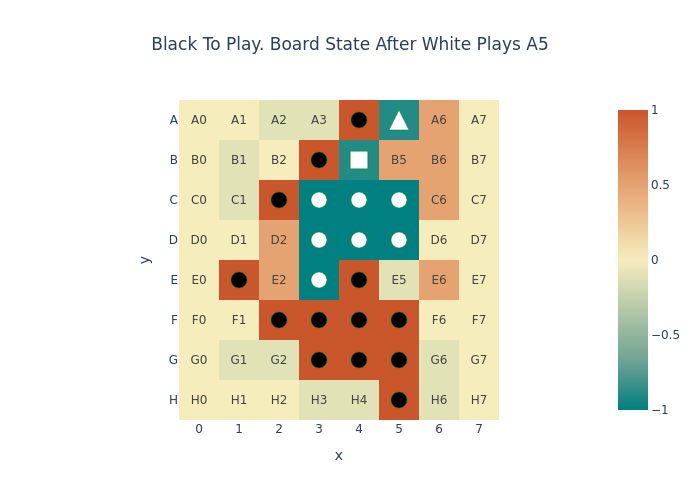 Black To Play. Board State After White Plays A5
A A0 A1 A2 A3 A6 A7 1
B B0 B1 B2 B5 B6 B7 0.5
C C0 C1 C6 C7
D D0 D1 D2 D6 D7 0
y
E E0 E2 E5 E6 E7
F F0 F1 F6 F7 −0.5
G G0 G1 G2 G6 G7
H H0 H1 H2 H3 H4 H6 H7 −1
0 1 2 3 4 5 6 7
x